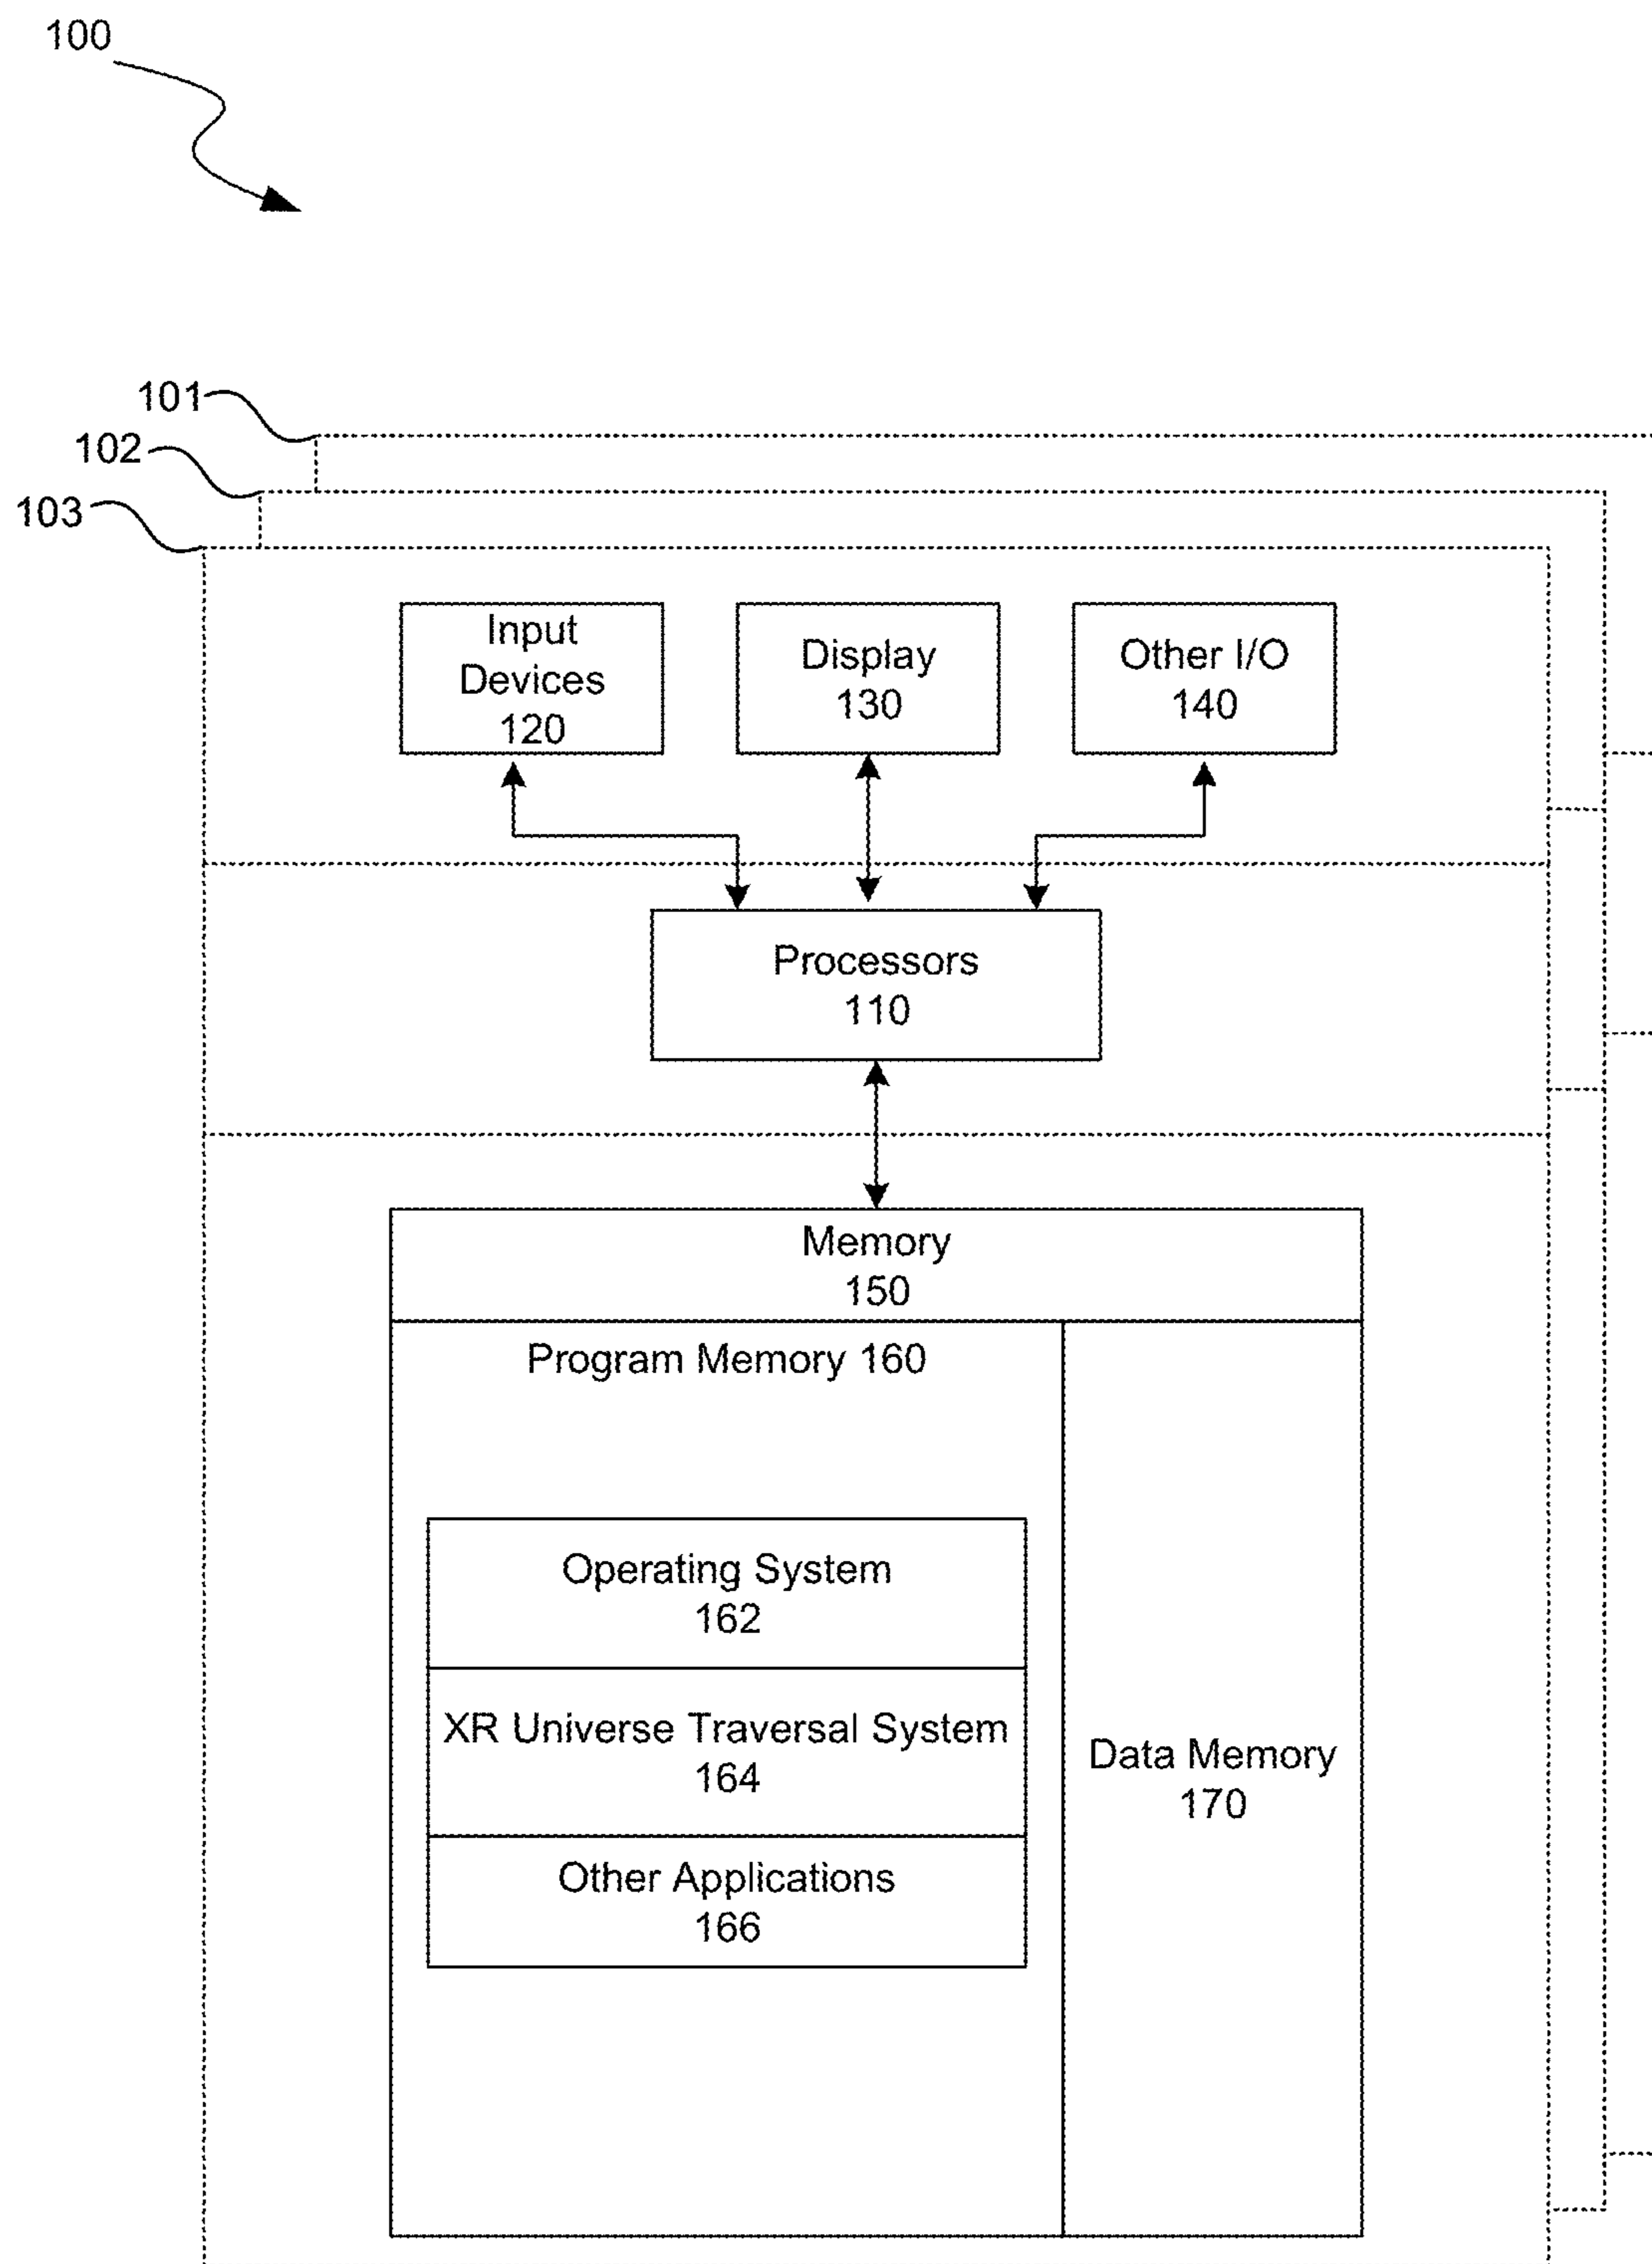 100
101
102
103
Input
Devices
120
Display
130
Other I/O
140
Processors
110
Memory
150
Program Memory 160
Operating System
162
XR Universe Traversal System
164
Other Applications
166
Data Memory
170